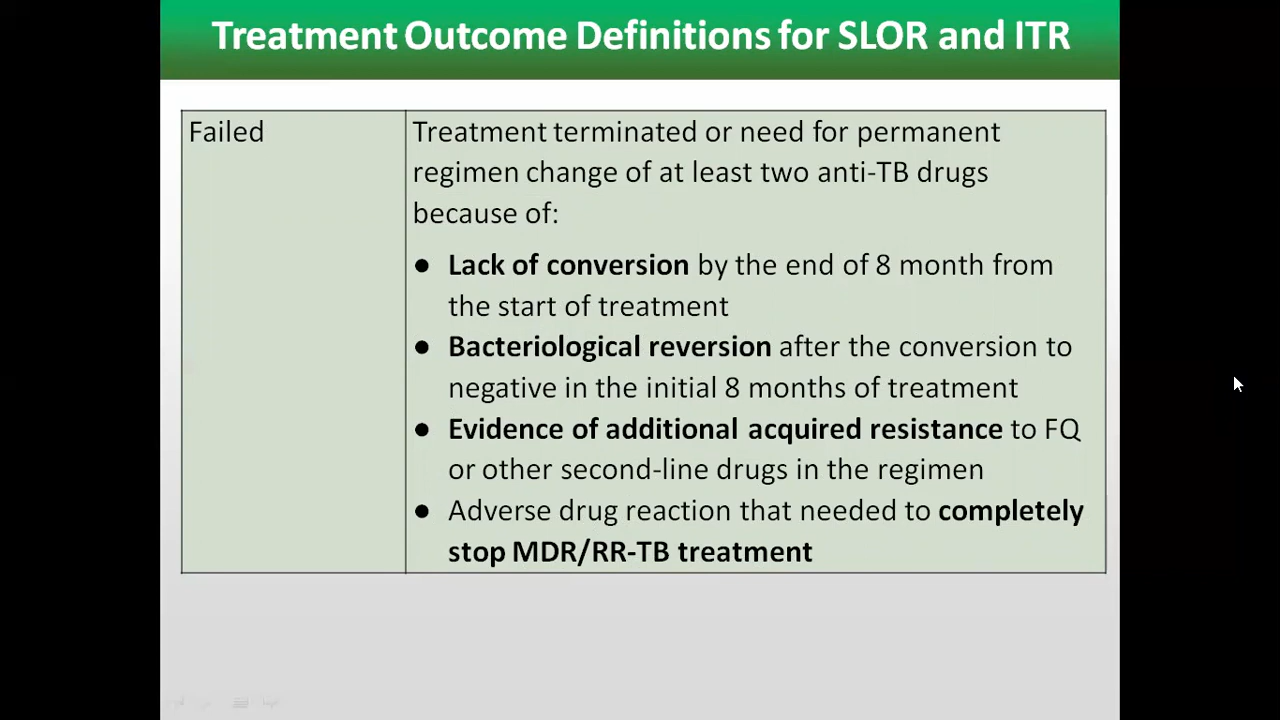 Treatment Outcome Definitions for SLOR and ITR
Failed
Treatment terminated or need for permanent
regimen change of at least two anti-TB drugs
because of:
● Lack of conversion by the end of 8 month from
the start of treatment
● Bacteriological reversion after the conversion to
negative in the initial 8 months of treatment
● Evidence of additional acquired resistance to FQ
or other second-line drugs in the regimen
● Adverse drug reaction that needed to completely
stop MDR/RR-TB treatment